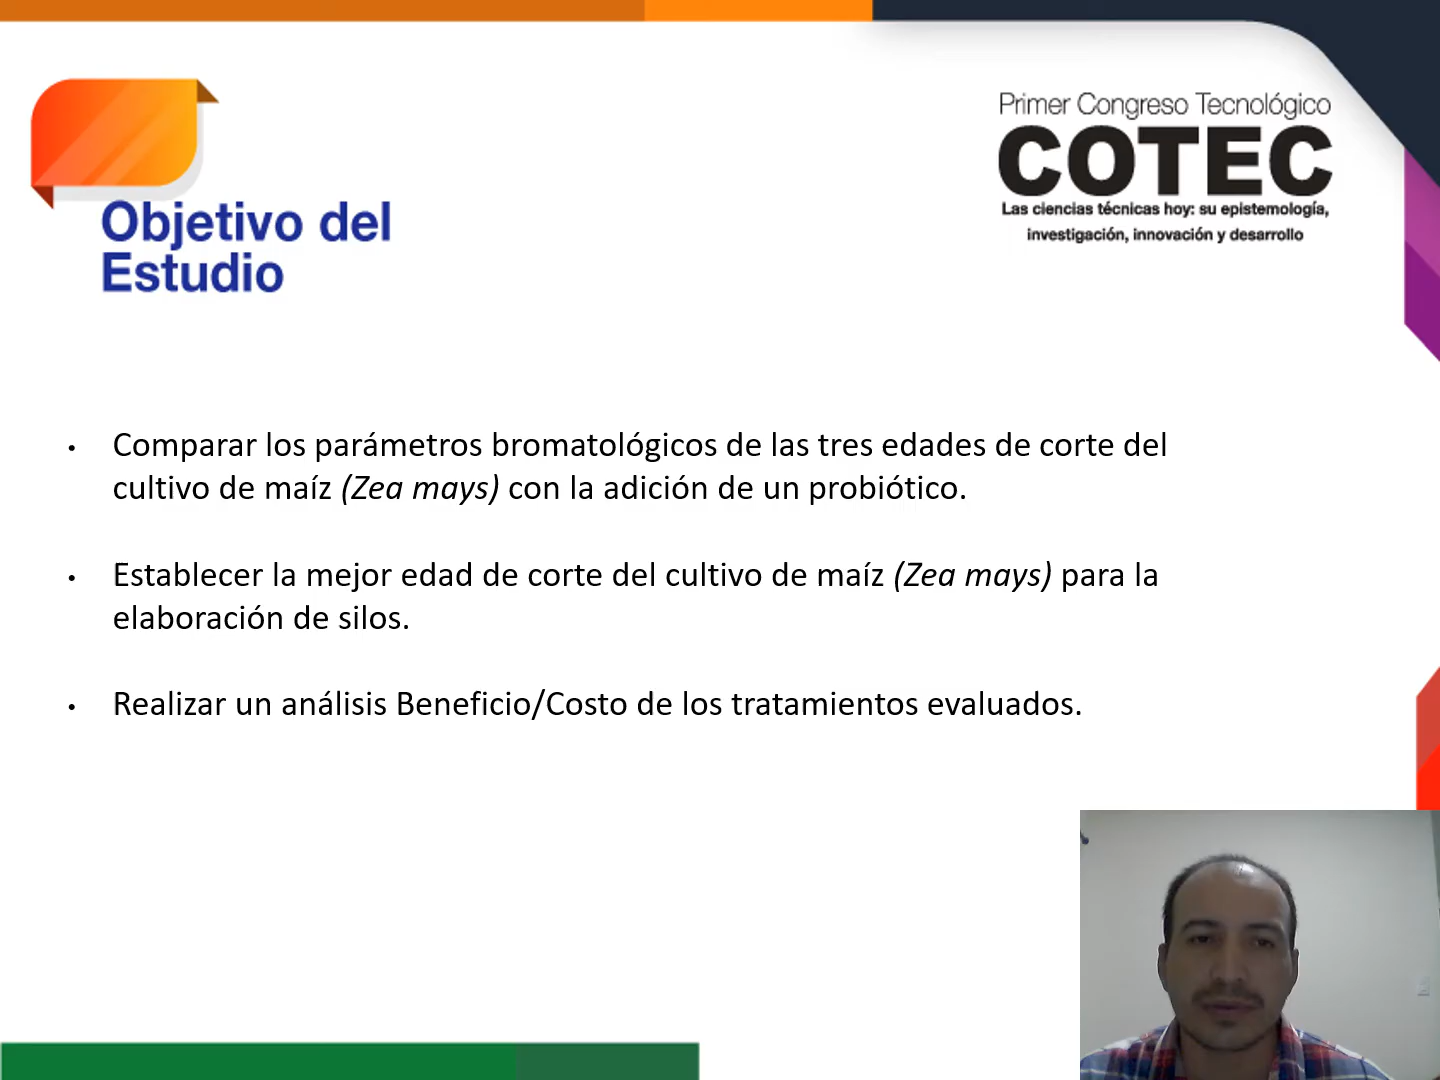 Primer Congreso Tecnológico
COTEC
Las ciencias técnicas hoy: su epistemología,
investigación, innovación y desarrollo
Objetivo del
Estudio
• Comparar los parámetros bromatológicos de las tres edades de corte del
cultivo de maíz (Zea mays) con la adición de un probiótico.
• Establecer la mejor edad de corte del cultivo de maíz (Zea mays) para la
elaboración de silos.
• Realizar un análisis Beneficio/Costo de los tratamientos evaluados.